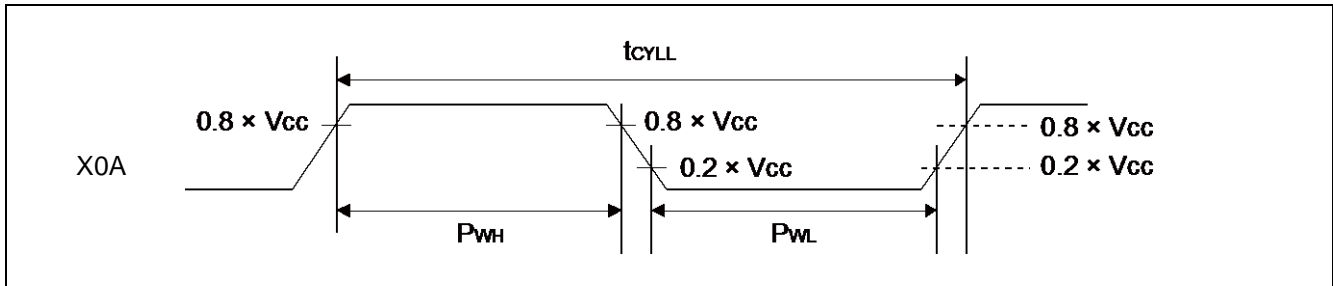 tCYLL
0.8 × VCC
0.8 × VCC
0.8 × VCC
X0A
0.2 × VCC
0.2 × VCC
PWH
PWL